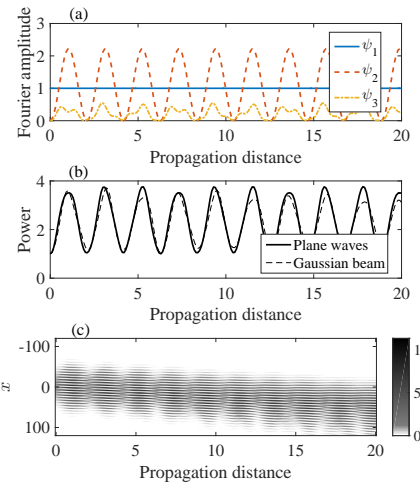 (a)
Fourier amplitude
3
2
1
0
ψ1
ψ2
ψ3
0 5 10 15 20
Propagation distance
(b)
Power
4
2
0
Plane waves
Gaussian beam
0 5 10 15 20
Propagation distance
(c)
x
-100
0
100
1
0
0 5 10 15 20
Propagation distance